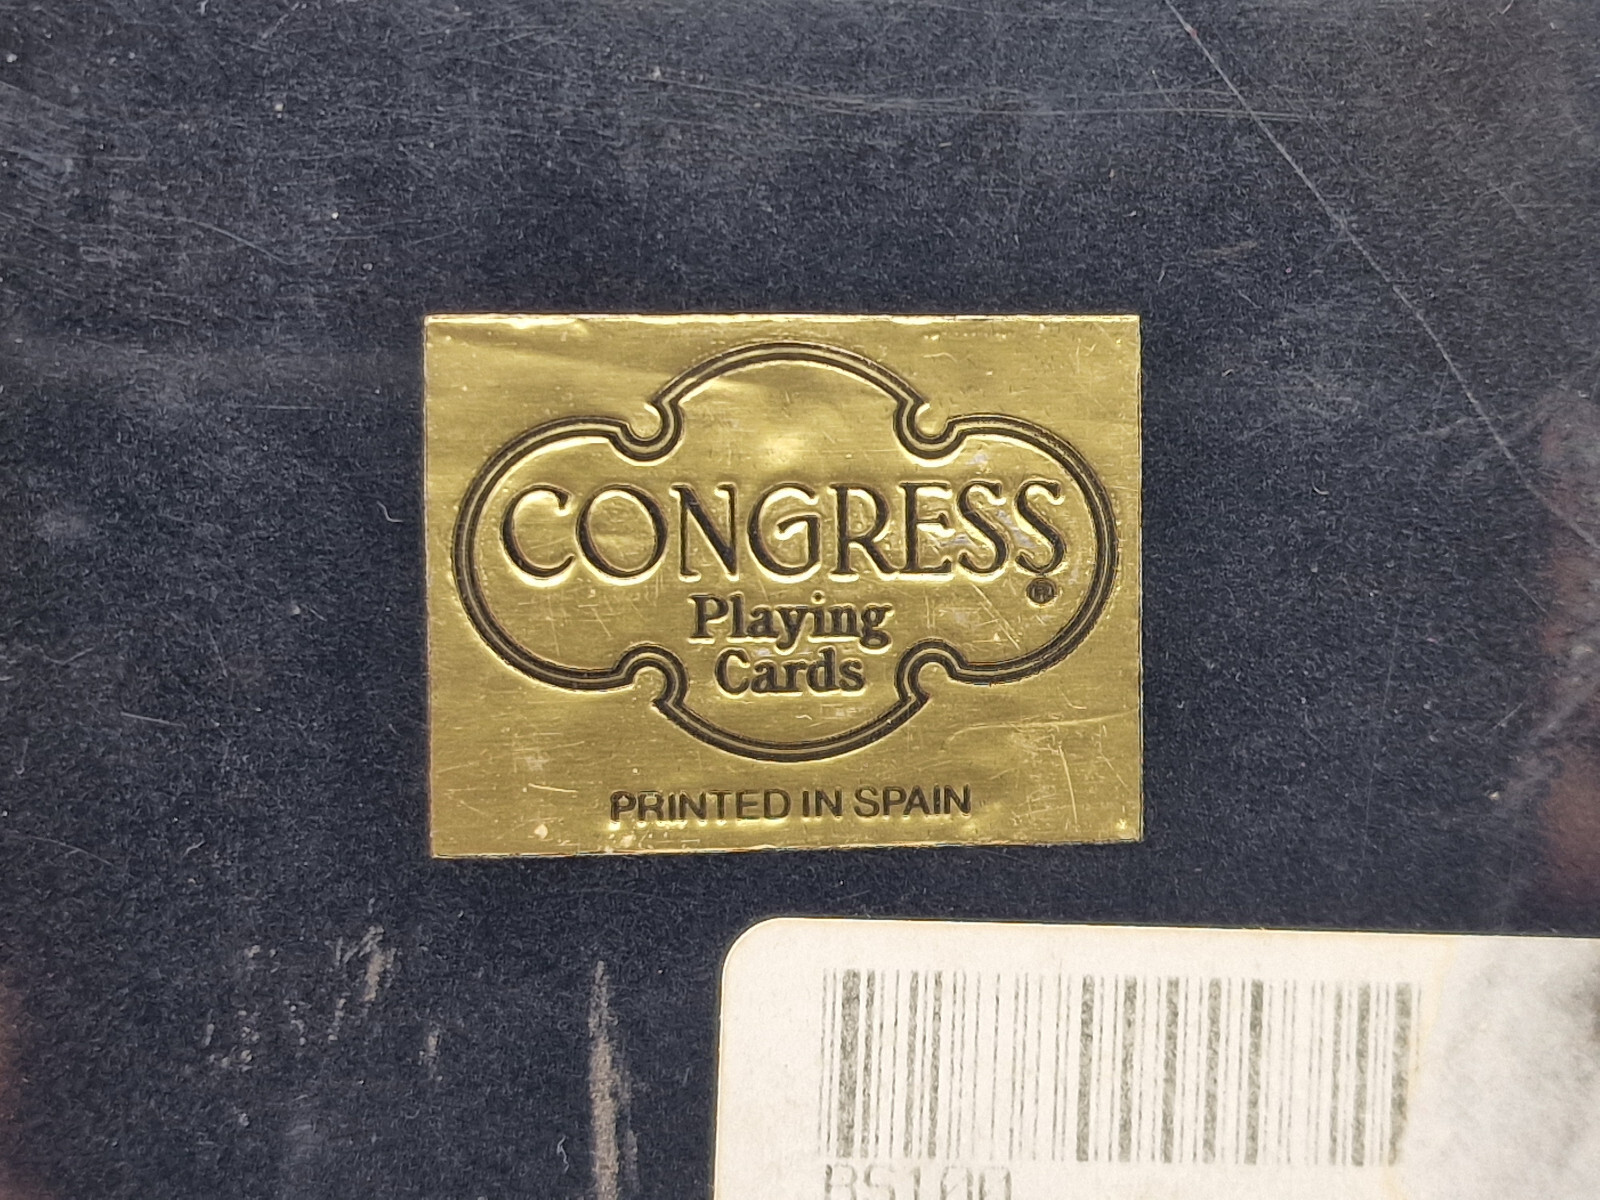 CONGRESS®
Playing
Cards
PRINTED IN SPAIN